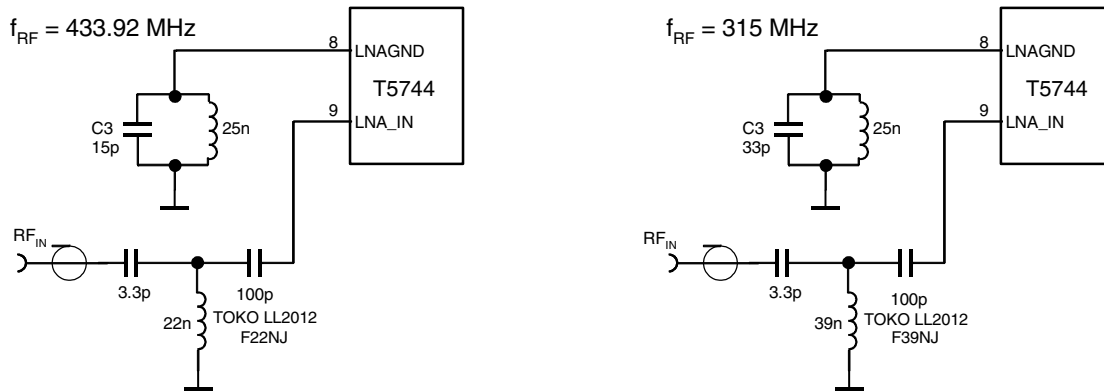 f_RF = 433.92 MHz
8
LNAGND
T5744
C3
15p
25n
9
LNA_IN
RF_IN
3.3p
100p
22n
TOKO LL2012
F22NJ
f_RF = 315 MHz
8
LNAGND
T5744
C3
33p
25n
9
LNA_IN
RF_IN
3.3p
100p
39n
TOKO LL2012
F39NJ